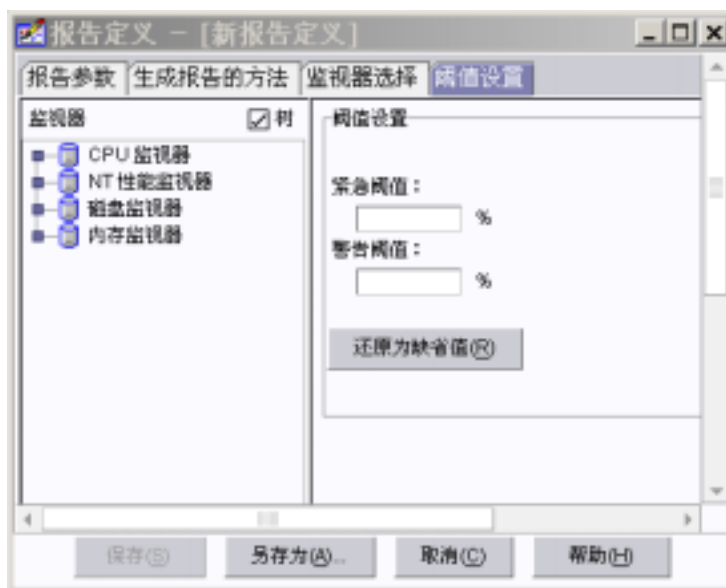 报告定义 - [新报告定义]
报告参数 生成报告的方法 监视器选择 阈值设置
监视器 树
CPU 监视器
NT 性能监视器
磁盘监视器
内存监视器
阈值设置
紧急阈值：
%
警告阈值：
%
还原为缺省值(R)
保存(S) 另存为(A)... 取消(C) 帮助(H)